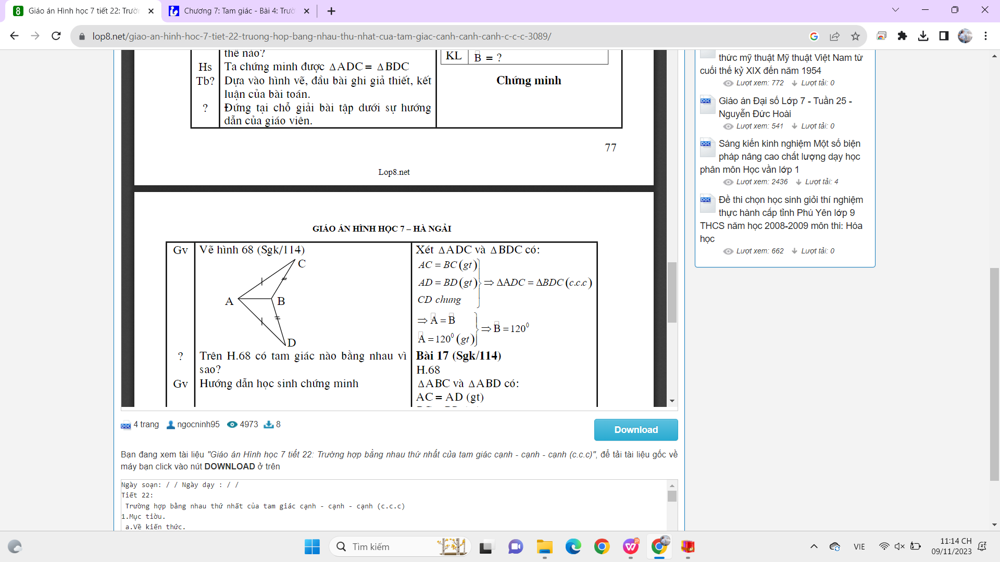 Giáo án Hình học 7 tiết 22: Trườn
Chương 7: Tam giác - Bài 4: Trườ
lop8.net/giao-an-hinh-hoc-7-tiet-22-truong-hop-bang-nhau-thu-nhat-cua-tam-giac-canh-canh-canh-c-c-c-3089/
thế nào?
Hs Ta chứng minh được ΔADC = ΔBDC
Tb? Dựa vào hình vẽ, đầu bài ghi giả thiết, kết
luận của bài toán.
? Đứng tại chỗ giải bài tập dưới sự hướng
dẫn của giáo viên.
KL B = ?
Chứng minh
77
Lop8.net
GIÁO ÁN HÌNH HỌC 7 – HÀ NGẢI
Gv Vẽ hình 68 (Sgk/114)
C
A
B
D
? Trên H.68 có tam giác nào bằng nhau vì
sao?
Gv Hướng dẫn học sinh chứng minh
Xét ΔADC và ΔBDC có:
AC = BC (gt)
AD = BD (gt) ⇒ ΔADC = ΔBDC (c.c.c)
CD chung
⇒ A = B
⇒ B = 120⁰
A = 120⁰ (gt)
Bài 17 (Sgk/114)
H.68
ΔABC và ΔABD có:
AC = AD (gt)
4 trang ngocninh95 4973 8
Download
Bạn đang xem tài liệu "Giáo án Hình học 7 tiết 22: Trường hợp bằng nhau thứ nhất của tam giác cạnh - cạnh - cạnh (c.c.c)", để tải tài liệu gốc về
máy bạn click vào nút DOWNLOAD ở trên
Ngày soạn: / / Ngày dạy : / /
Tiết 22:
Trường hợp bằng nhau thứ nhất của tam giác cạnh - cạnh - cạnh (c.c.c)
1.Mục tiờu.
a.Về kiến thức.
thức mỹ thuật Mỹ thuật Việt Nam từ
cuối thế kỷ XIX đến năm 1954
Lượt xem: 772 Lượt tải: 0
DOC Giáo án Đại số Lớp 7 - Tuần 25 -
Nguyễn Đức Hoài
Lượt xem: 541 Lượt tải: 0
DOC Sáng kiến kinh nghiệm Một số biện
pháp nâng cao chất lượng dạy học
phân môn Học vần lớp 1
Lượt xem: 2436 Lượt tải: 4
DOC Đề thi chọn học sinh giỏi thí nghiệm
thực hành cấp tỉnh Phú Yên lớp 9
THCS năm học 2008-2009 môn thi: Hóa
học
Lượt xem: 662 Lượt tải: 0
Tìm kiếm
VIE
11:14 CH
09/11/2023